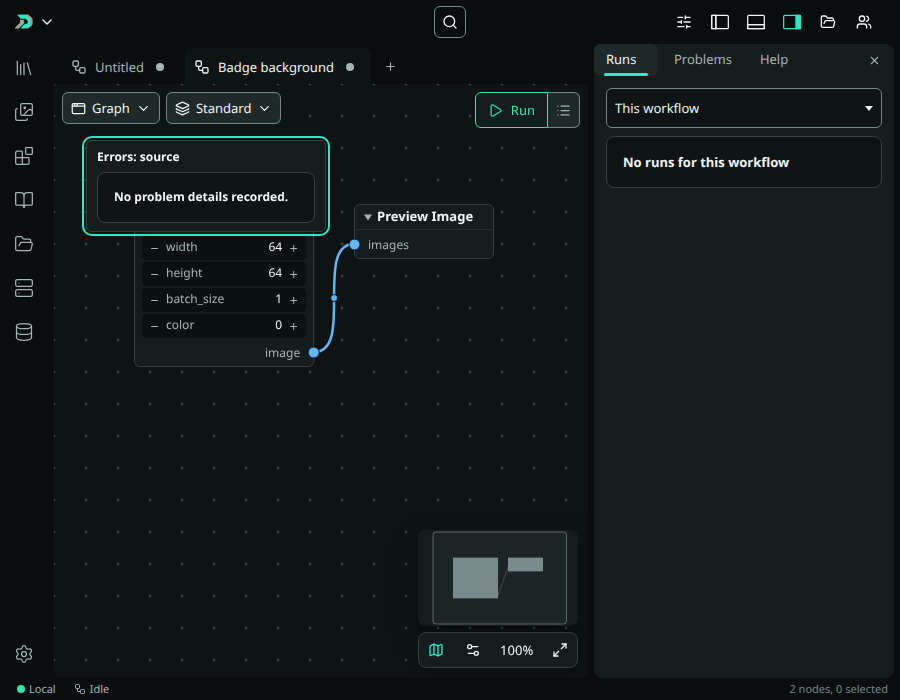 Untitled
Badge background
Runs
Problems
Help
Graph
Standard
Run
This workflow
No runs for this workflow
Errors: source
No problem details recorded.
Preview Image
images
width 64
height 64
batch_size 1
color 0
image
100%
Local
Idle
2 nodes, 0 selected